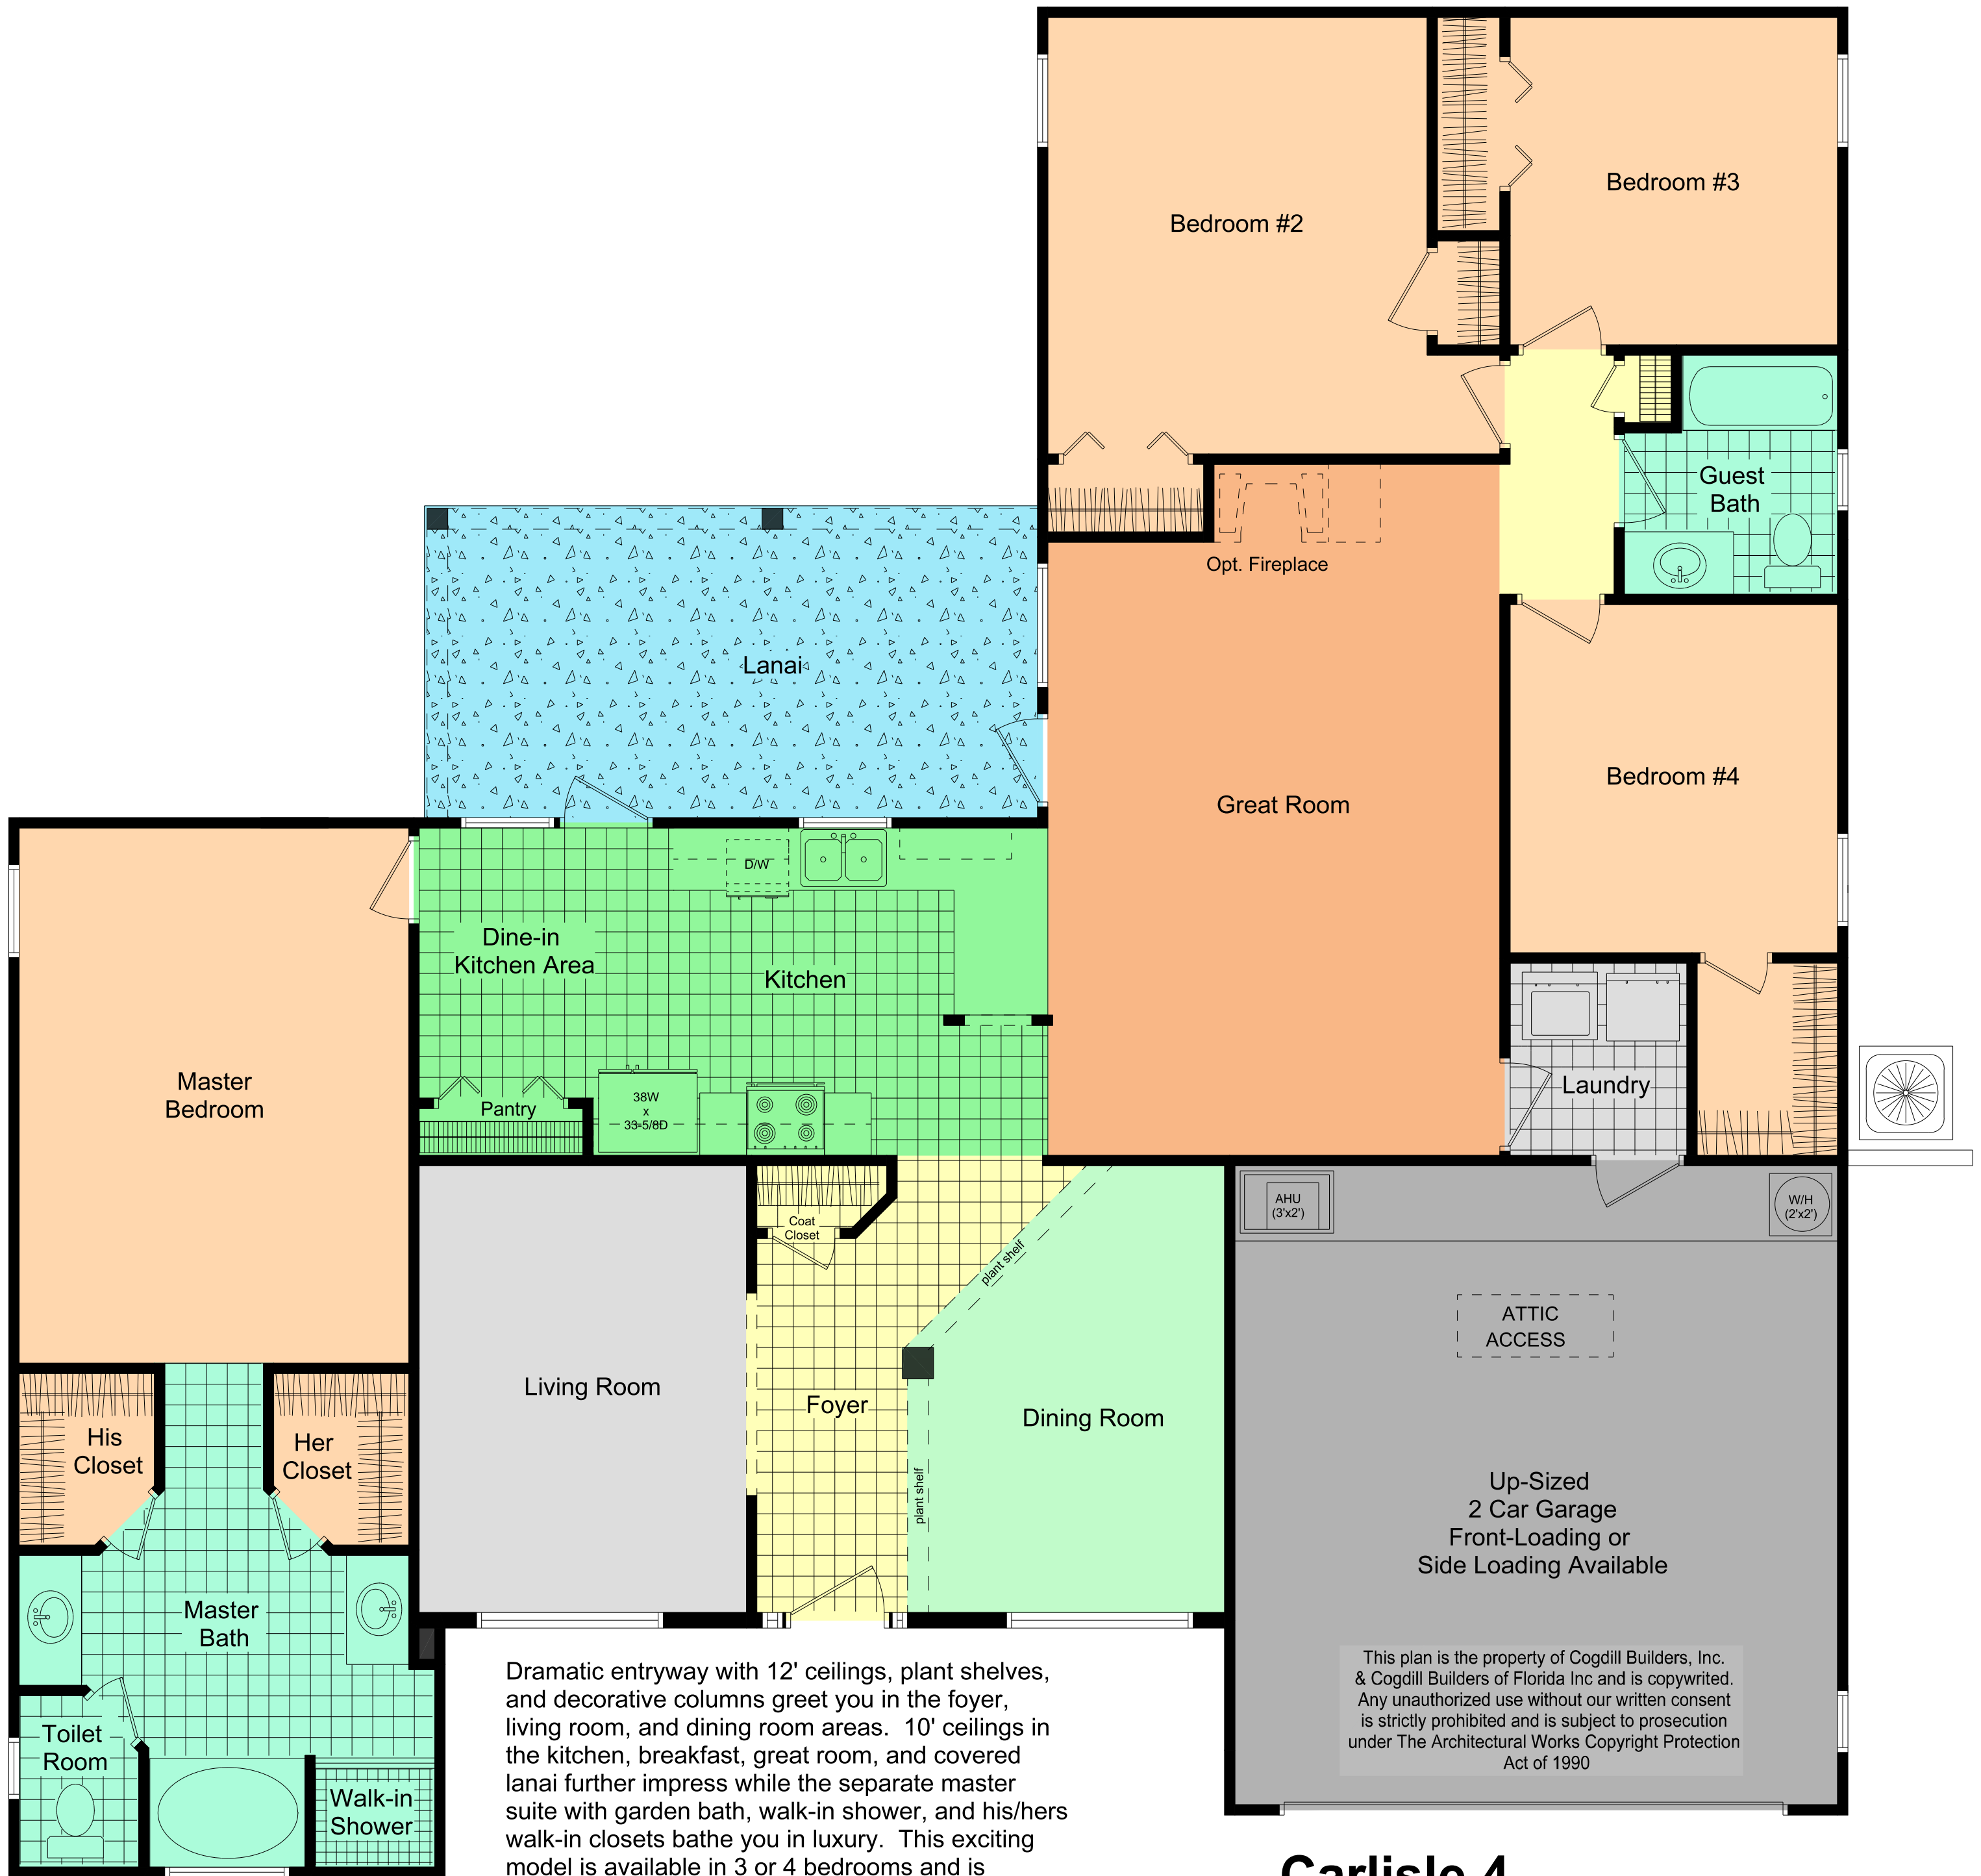 Bedroom #3
Bedroom #2
Guest
Bath
Opt. Fireplace
Lanai
Bedroom #4
Great Room
D/W
Dine-in
Kitchen Area
Kitchen
Master
Bedroom
Pantry
38W
x
33-5/8D
Laundry
Coat
Closet
AHU
(3'x2')
W/H
(2'x2')
plant shelf
ATTIC
ACCESS
Living Room
Foyer
Dining Room
His
Closet
Her
Closet
plant shelf
Up-Sized
2 Car Garage
Front-Loading or
Side Loading Available
Master
Bath
Toilet
Room
Walk-in
Shower
This plan is the property of Cogdill Builders, Inc.
& Cogdill Builders of Florida Inc and is copywrited.
Any unauthorized use without our written consent
is strictly prohibited and is subject to prosecution
under The Architectural Works Copyright Protection
Act of 1990
Dramatic entryway with 12' ceilings, plant shelves,
and decorative columns greet you in the foyer,
living room, and dining room areas. 10' ceilings in
the kitchen, breakfast, great room, and covered
lanai further impress while the separate master
suite with garden bath, walk-in shower, and his/hers
walk-in closets bathe you in luxury. This exciting
model is available in 3 or 4 bedrooms and is
Carlisle 4